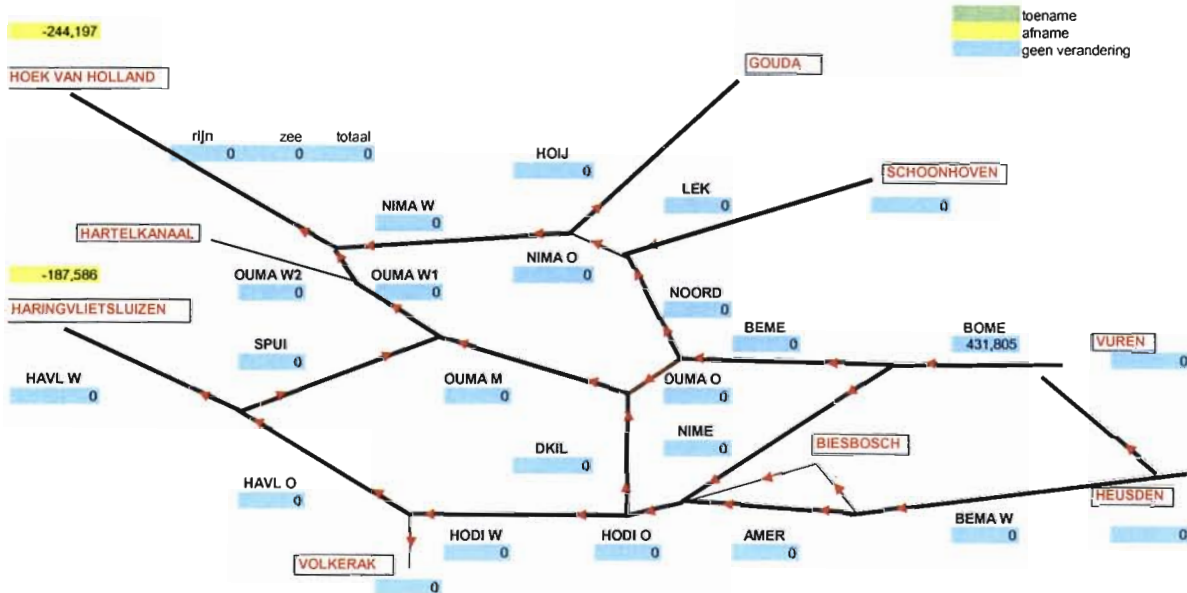 -244,197
toename
afname
geen verandering
HOEK VAN HOLLAND
GOUDA
rijn zee totaal
0 0 0
HOIJ
0
SCHOONHOVEN
0
LEK
0
NIMA W
0
HARTELKANAAL
NIMA O
0
-187,586
OUMA W2
0
OUMA W1
0
HARINGVLIETSLUIZEN
NOORD
0
BEME
0
BOME
431,805
VUREN
0
SPUI
0
HAVL W
0
OUMA M
0
OUMA O
0
NIME
0
BIESBOSCH
DKIL
0
HAVL O
0
HEUSDEN
0
HODI W
0
HODI O
0
AMER
0
BEMA W
0
VOLKERAK
0